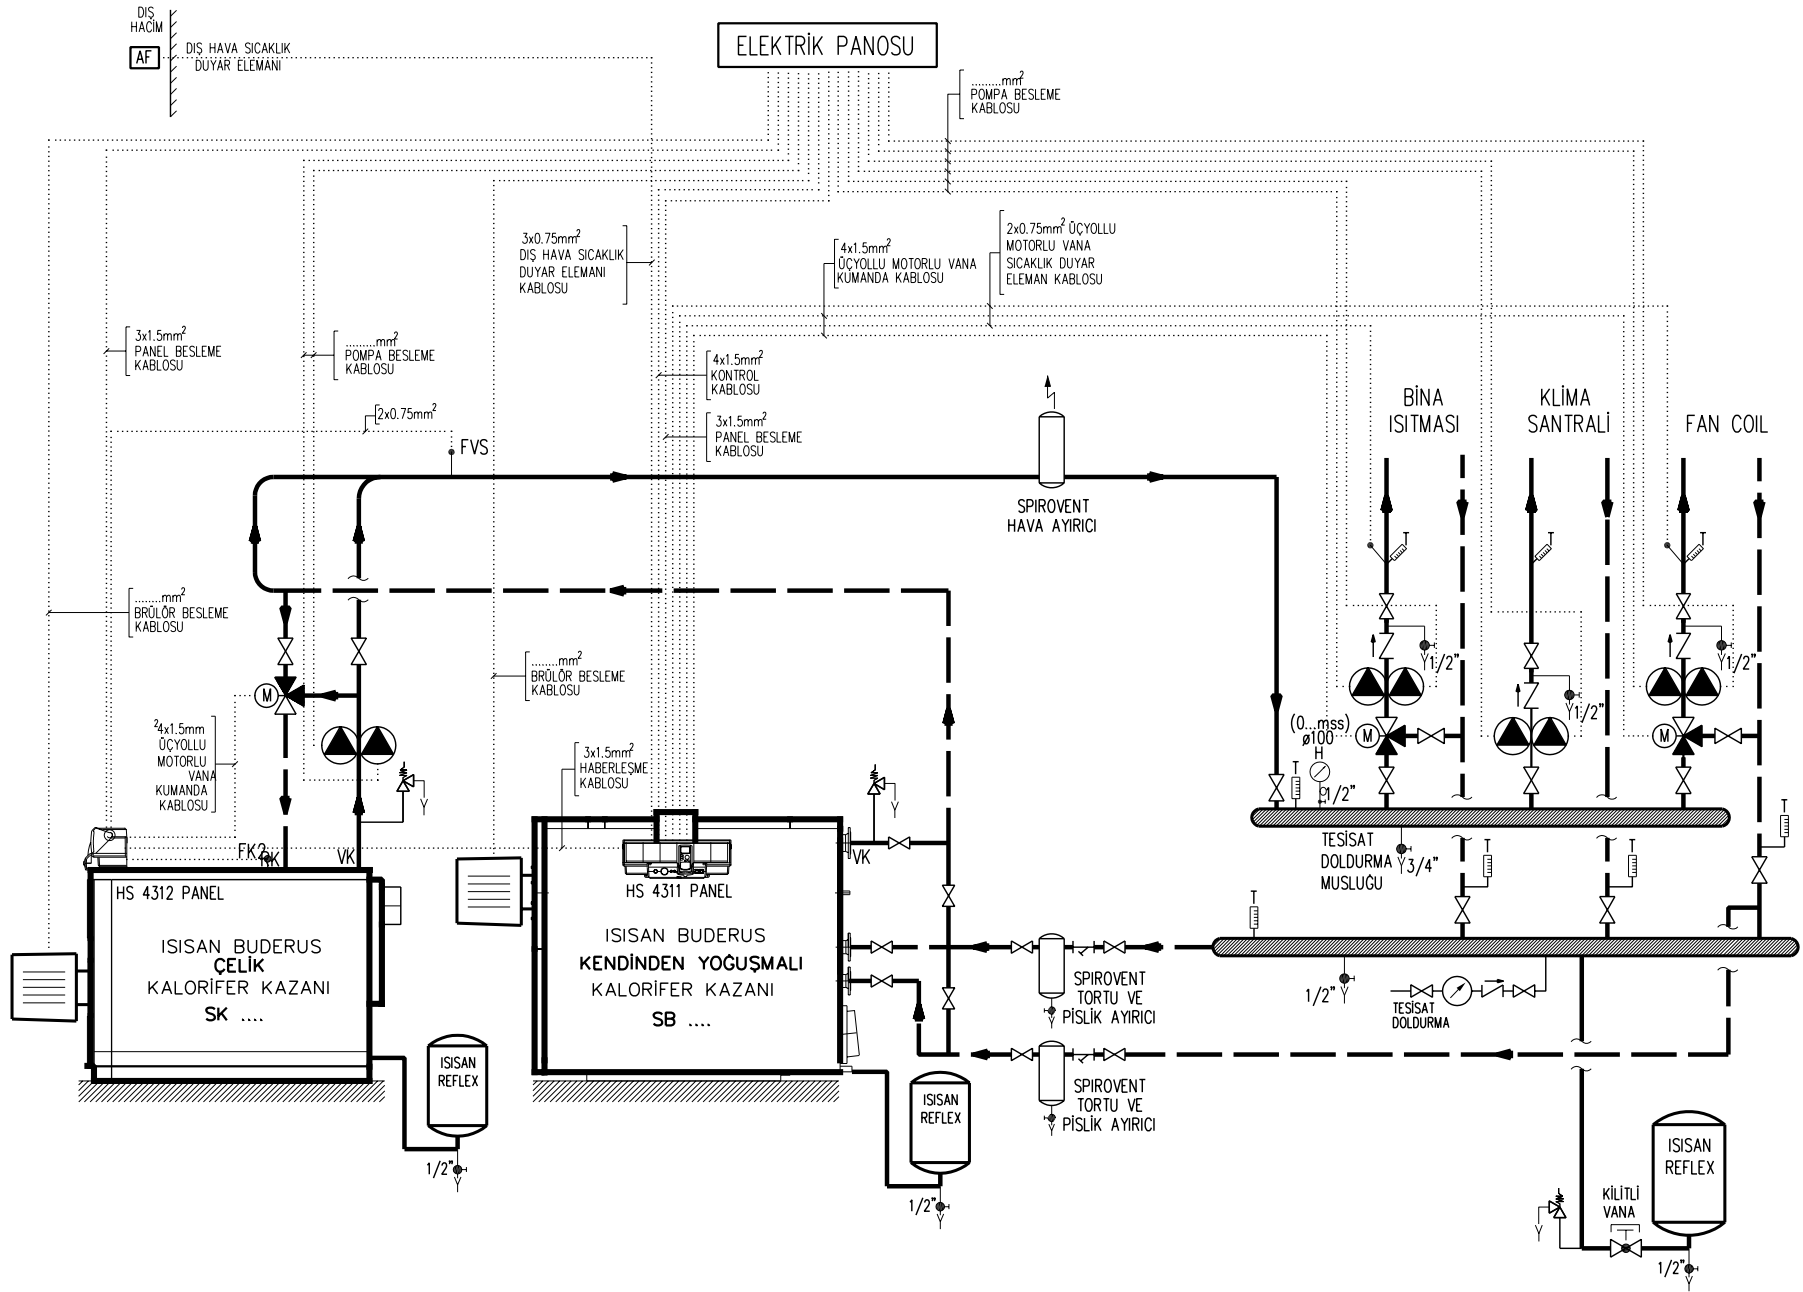 DIŞ
HACİM
AF
DIŞ HAVA SICAKLIK
DUYAR ELEMANI
ELEKTRİK PANOSU
.........mm²
POMPA BESLEME
KABLOSU
3x0.75mm²
DIŞ HAVA SICAKLIK
DUYAR ELEMANI
KABLOSU
4x1.5mm²
ÜÇYOLLU MOTORLU VANA
KUMANDA KABLOSU
2x0.75mm² ÜÇYOLLU
MOTORLU VANA
SICAKLIK DUYAR
ELEMAN KABLOSU
3x1.5mm²
PANEL BESLEME
KABLOSU
.........mm²
POMPA BESLEME
KABLOSU
4x1.5mm²
KONTROL
KABLOSU
2x0.75mm²
3x1.5mm²
PANEL BESLEME
KABLOSU
FVS
BİNA
ISITMASI
KLİMA
SANTRALİ
FAN COIL
SPIROVENT
HAVA AYIRICI
T
T
T
........mm²
BRÜLÖR BESLEME
KABLOSU
........mm²
BRÜLÖR BESLEME
KABLOSU
1/2"
1/2"
1/2"
M
²4x1.5mm
ÜÇYOLLU
MOTORLU
VANA
KUMANDA
KABLOSU
3x1.5mm²
HABERLEŞME
KABLOSU
(0...mss)
ø100
H
M
M
T
1/2"
T
FK2
RK
VK
VK
HS 4312 PANEL
HS 4311 PANEL
TESİSAT
DOLDURMA
MUSLUĞU
3/4"
T
T
T
ISISAN BUDERUS
ÇELİK
KALORİFER KAZANI
SK ....
ISISAN BUDERUS
KENDİNDEN YOĞUŞMALI
KALORİFER KAZANI
SB ....
SPIROVENT
TORTU VE
PİSLİK AYIRICI
1/2"
TESİSAT
DOLDURMA
ISISAN
REFLEX
1/2"
ISISAN
REFLEX
1/2"
SPIROVENT
TORTU VE
PİSLİK AYIRICI
ISISAN
REFLEX
KİLİTLİ
VANA
1/2"